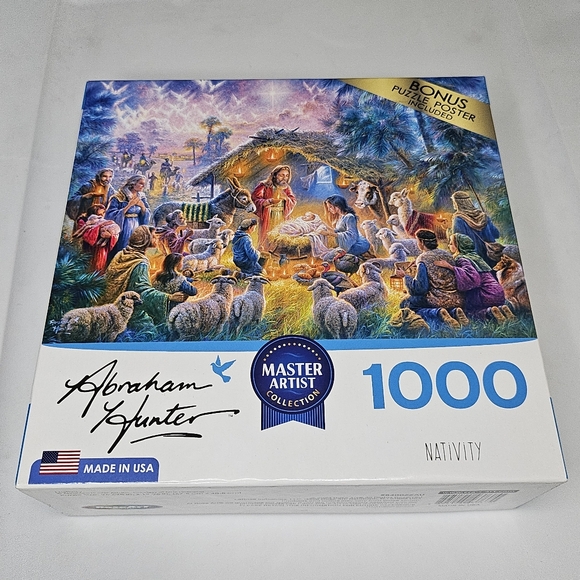 BONUS
PUZZLE POSTER
INCLUDED
Abraham
Hunter
MASTER
ARTIST
COLLECTION
1000
NATIVITY
MADE IN USA